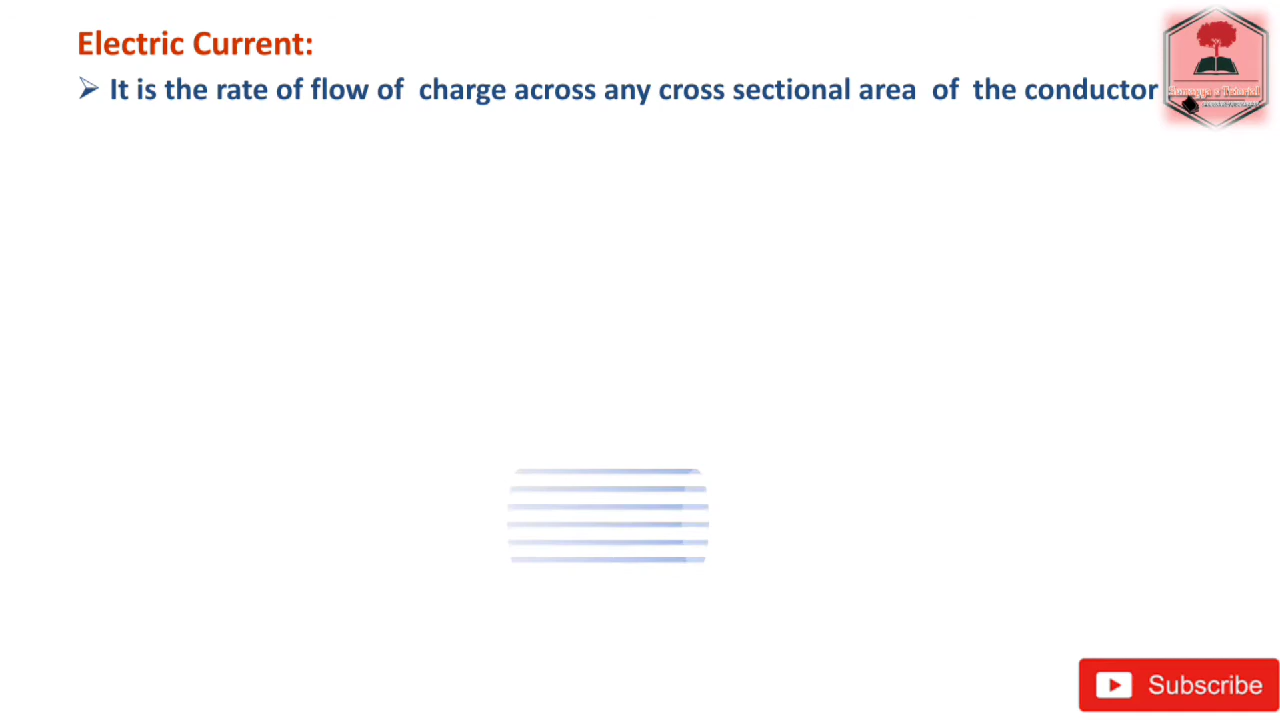 Electric Current:
➢ It is the rate of flow of charge across any cross sectional area of the conductor
Subscribe